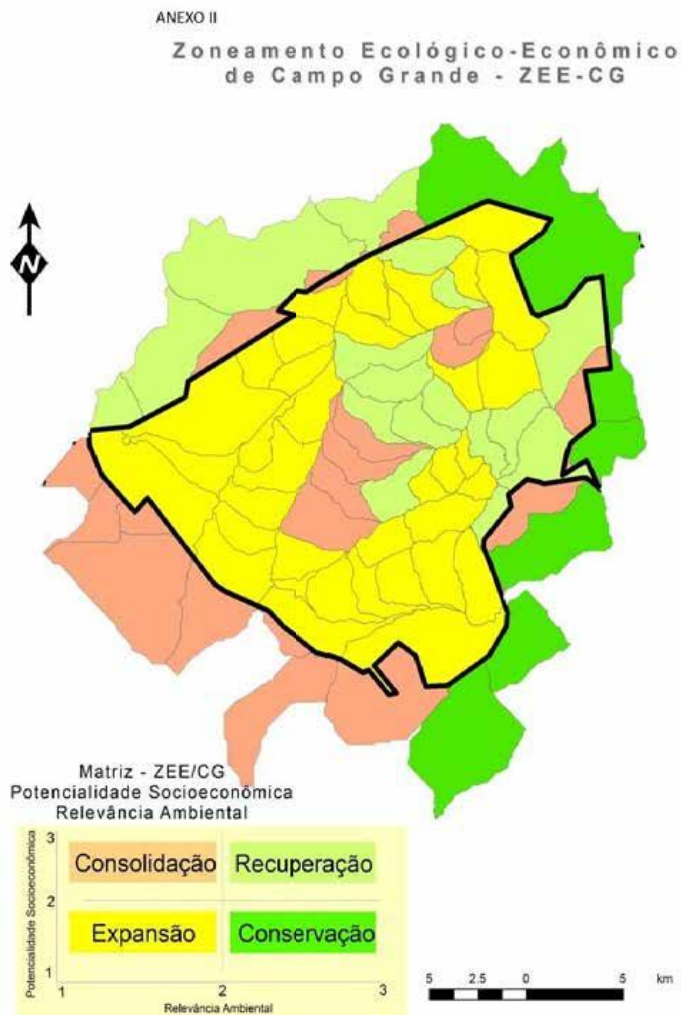 ANEXO II
Zoneamento Ecológico-Econômico
de Campo Grande - ZEE-CG
N
Matriz - ZEE/CG
Potencialidade Socioeconômica
Relevância Ambiental
Potencialidade Socioeconômica
3
Consolidação
Recuperação
2
Expansão
Conservação
1
1
2
3
Relevância Ambiental
5 2.5 0 5 km